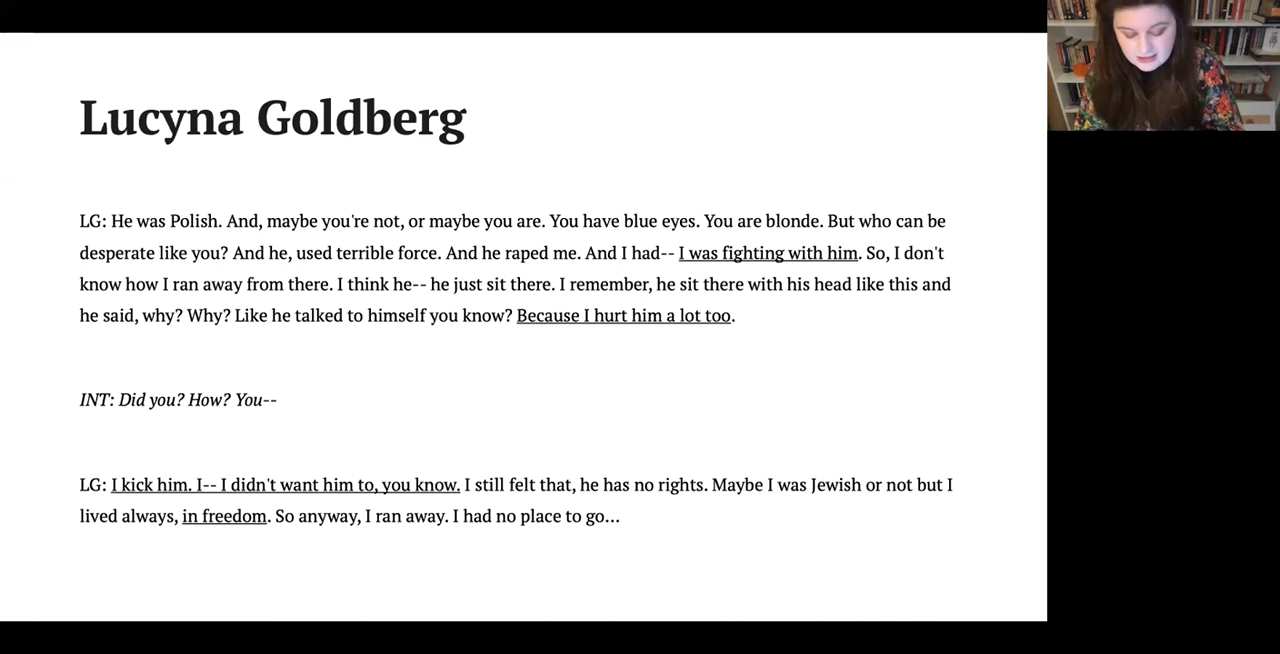 Lucyna Goldberg
LG: He was Polish. And, maybe you're not, or maybe you are. You have blue eyes. You are blonde. But who can be
desperate like you? And he, used terrible force. And he raped me. And I had-- I was fighting with him. So, I don't
know how I ran away from there. I think he-- he just sit there. I remember, he sit there with his head like this and
he said, why? Why? Like he talked to himself you know? Because I hurt him a lot too.
INT: Did you? How? You--
LG: I kick him. I-- I didn't want him to, you know. I still felt that, he has no rights. Maybe I was Jewish or not but I
lived always, in freedom. So anyway, I ran away. I had no place to go...